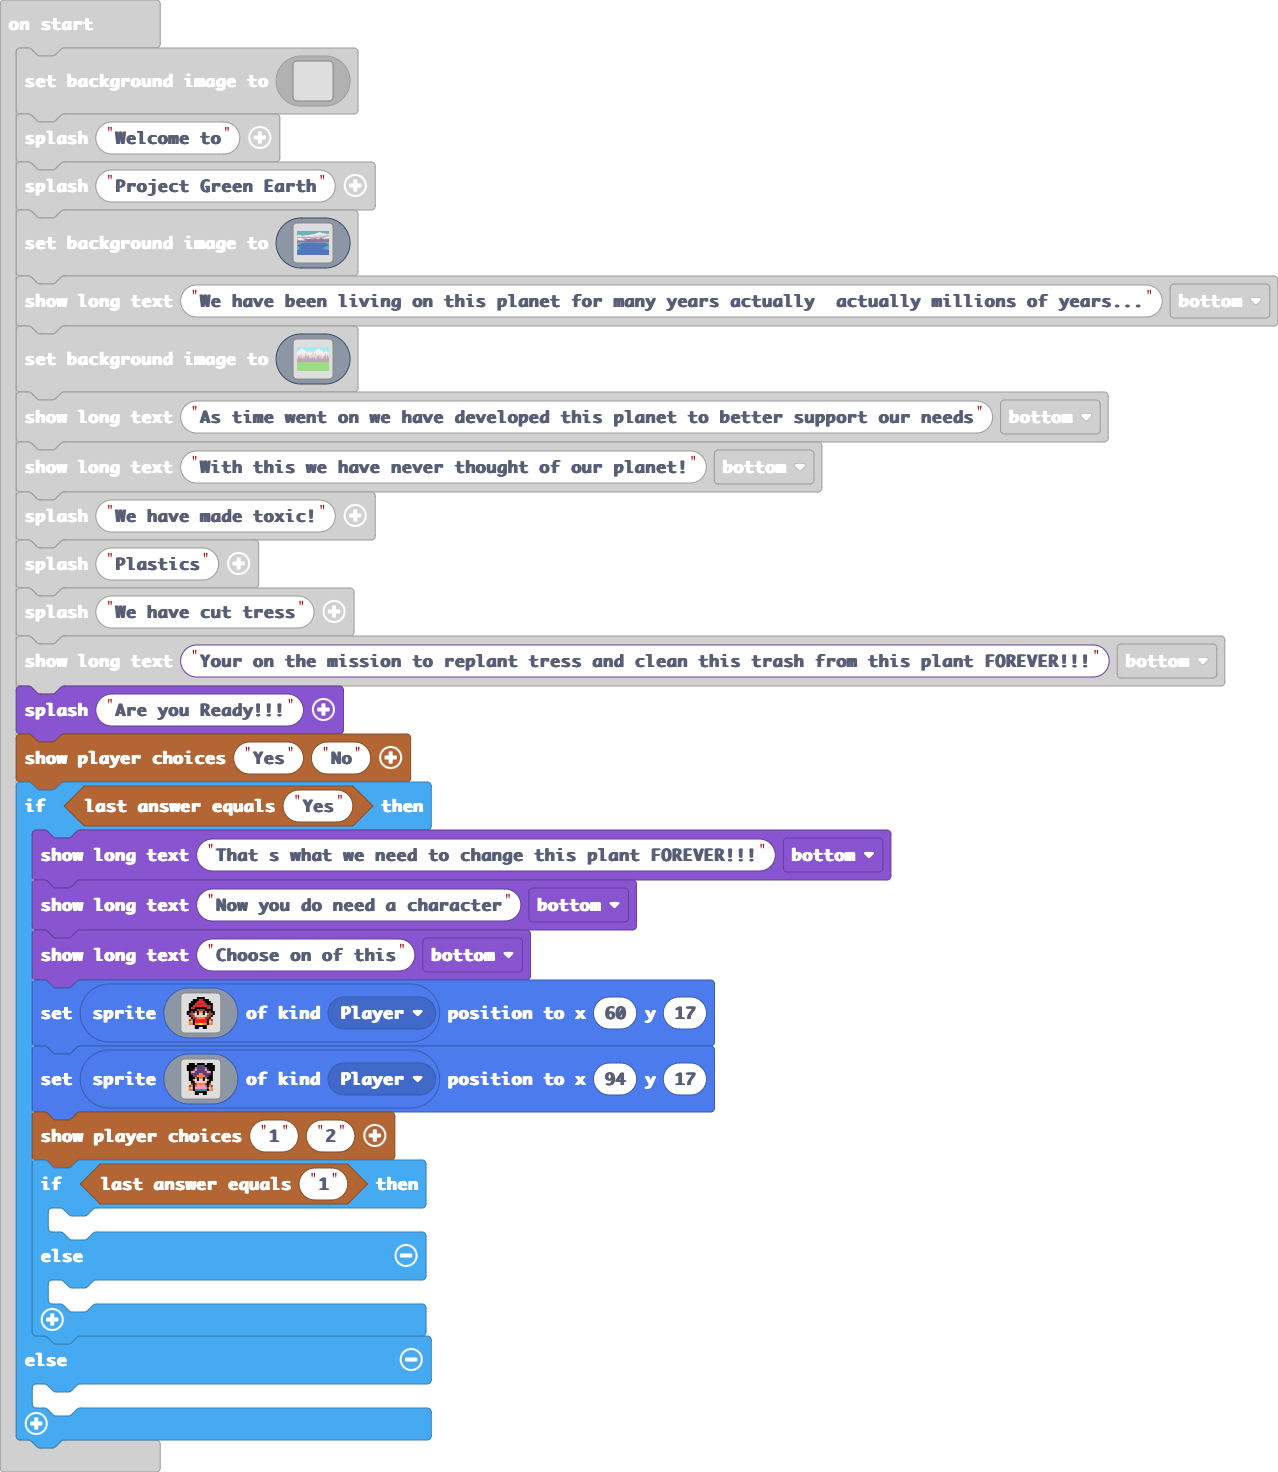 on start
set background image to
splash "Welcome to"
splash "Project Green Earth"
set background image to
show long text "We have been living on this planet for many years actually  actually millions of years..." bottom
set background image to
show long text "As time went on we have developed this planet to better support our needs" bottom
show long text "With this we have never thought of our planet!" bottom
splash "We have made toxic!"
splash "Plastics"
splash "We have cut tress"
show long text "Your on the mission to replant tress and clean this trash from this plant FOREVER!!!" bottom
splash "Are you Ready!!!"
show player choices "Yes" "No"
if last answer equals "Yes" then
show long text "That s what we need to change this plant FOREVER!!!" bottom
show long text "Now you do need a character" bottom
show long text "Choose on of this" bottom
set sprite of kind Player position to x 60 y 17
set sprite of kind Player position to x 94 y 17
show player choices "1" "2"
if last answer equals "1" then
else
else